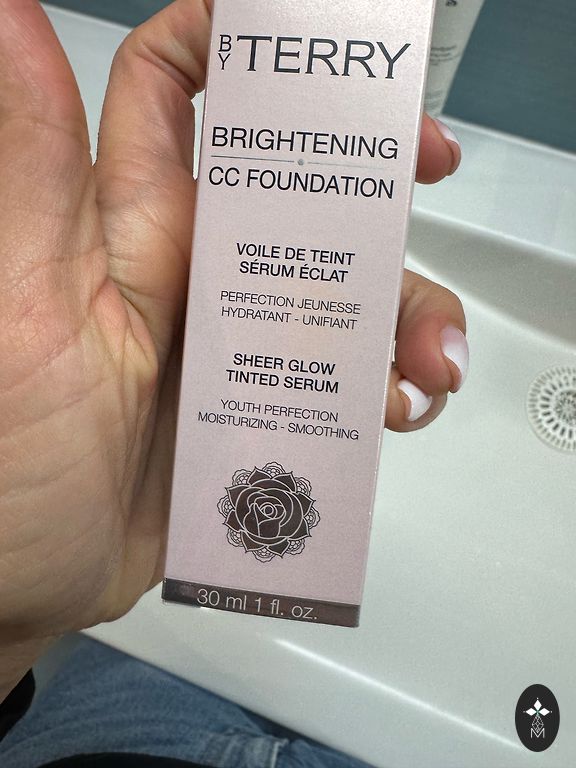 BY TERRY
BRIGHTENING
CC FOUNDATION
VOILE DE TEINT
SÉRUM ÉCLAT
PERFECTION JEUNESSE
HYDRATANT - UNIFIANT
SHEER GLOW
TINTED SERUM
YOUTH PERFECTION
MOISTURIZING - SMOOTHING
30 ml 1 fl. oz.
M